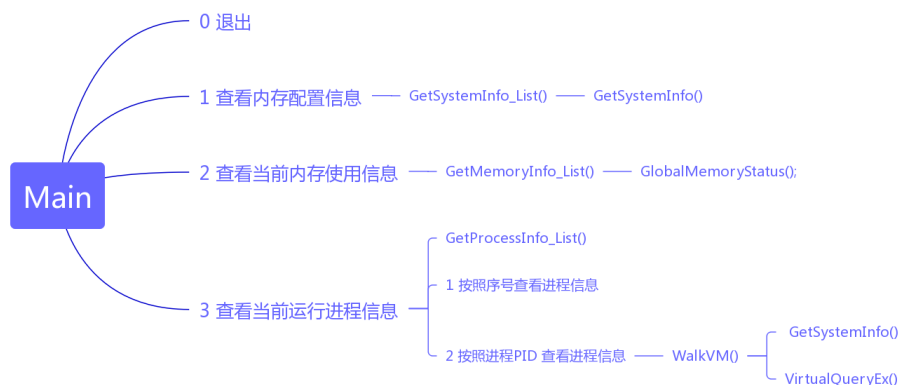 Main
0 退出
1 查看内存配置信息
GetSystemInfo_List()
GetSystemInfo()
2 查看当前内存使用信息
GetMemoryInfo_List()
GlobalMemoryStatus();
3 查看当前运行进程信息
GetProcessInfo_List()
1 按照序号查看进程信息
2 按照进程PID 查看进程信息
WalkVM()
GetSystemInfo()
VirtualQueryEx()